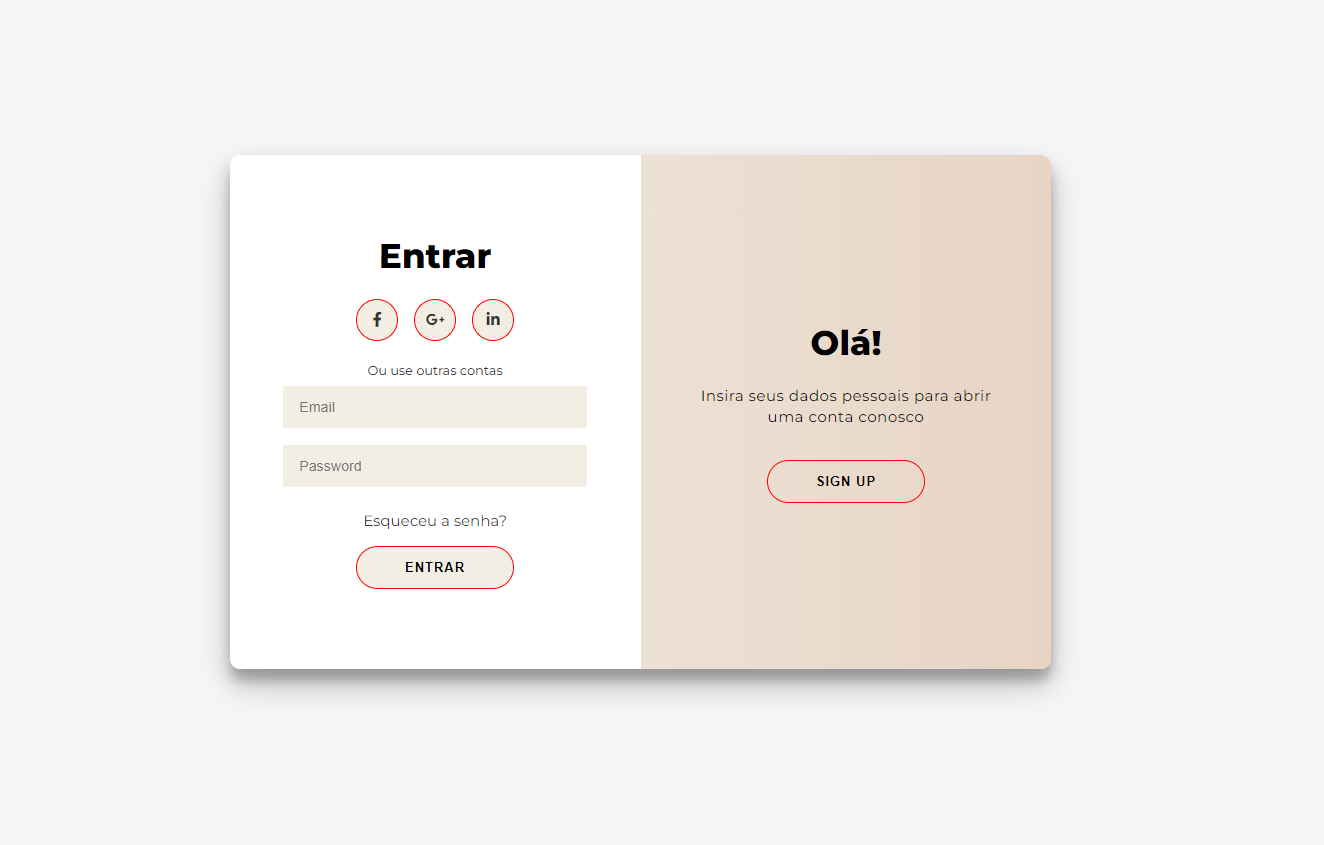 Entrar
f G+ in
Ou use outras contas
Email
Password
Esqueceu a senha?
ENTRAR
Olá!
Insira seus dados pessoais para abrir
uma conta conosco
SIGN UP